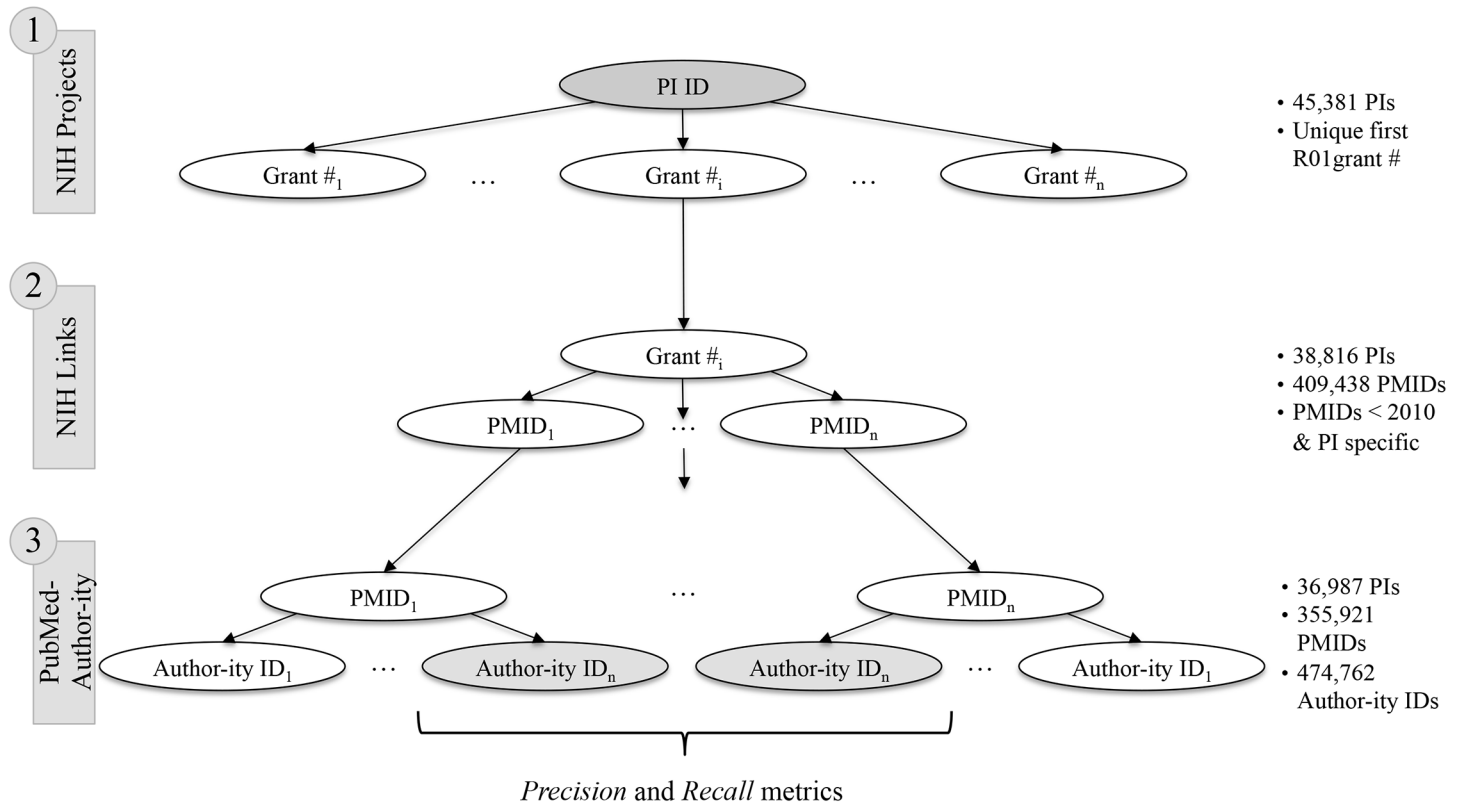 1
NIH Projects
PI ID
Grant #1
…
Grant #i
…
Grant #n
• 45,381 PIs
• Unique first
R01grant #
2
NIH Links
Grant #i
PMID1
…
PMIDn
• 38,816 PIs
• 409,438 PMIDs
• PMIDs < 2010
& PI specific
3
PubMed-
Author-ity
PMID1
…
PMIDn
Author-ity ID1
…
Author-ity IDn
Author-ity IDn
…
Author-ity ID1
• 36,987 PIs
• 355,921
PMIDs
• 474,762
Author-ity IDs
Precision and Recall metrics